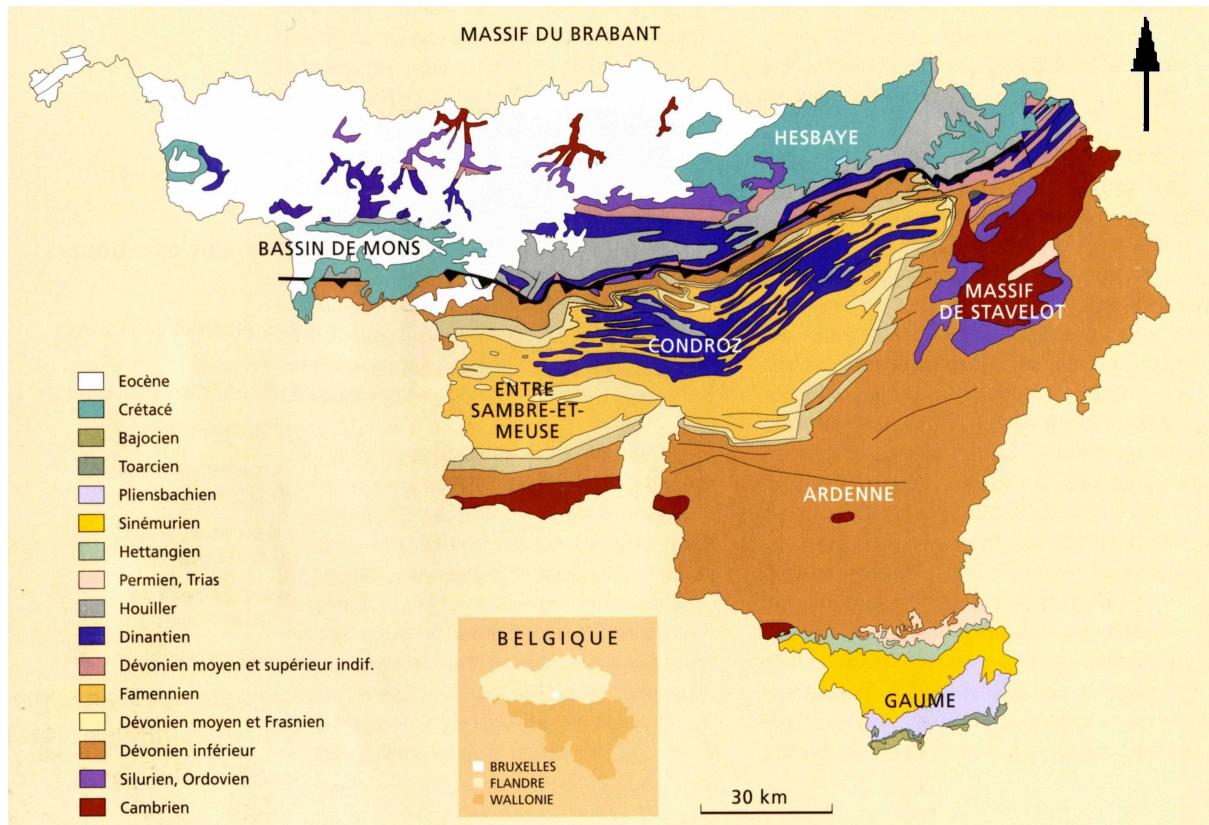 MASSIF DU BRABANT
HESBAYE
BASSIN DE MONS
MASSIF
DE STAVELOT
CONDROZ
ENTRE
SAMBRE-ET-
MEUSE
ARDENNE
GAUME
Eocène
Crétacé
Bajocien
Toarcien
Pliensbachien
Sinémurien
Hettangien
Permien, Trias
Houiller
Dinantien
Dévonien moyen et supérieur indif.
Famennien
Dévonien moyen et Frasnien
Dévonien inférieur
Silurien, Ordovien
Cambrien
BELGIQUE
BRUXELLES
FLANDRE
WALLONIE
30 km